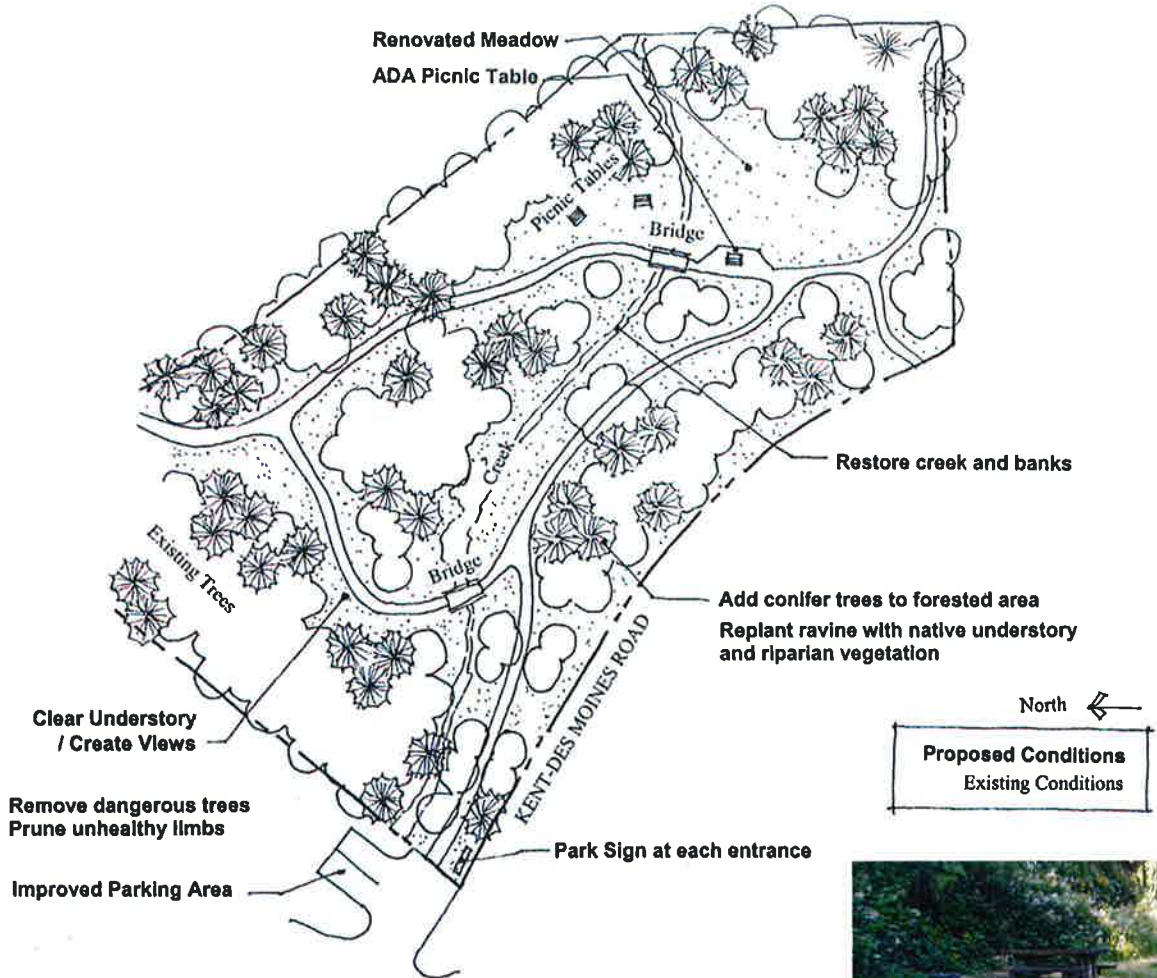 Renovated Meadow
ADA Picnic Table
Picnic Tables
Bridge
Creek
Restore creek and banks
Existing Trees
Bridge
Add conifer trees to forested area
Replant ravine with native understory
and riparian vegetation
KENT-DES MOINES ROAD
North
Clear Understory
/ Create Views
Proposed Conditions
Existing Conditions
Remove dangerous trees
Prune unhealthy limbs
Park Sign at each entrance
Improved Parking Area